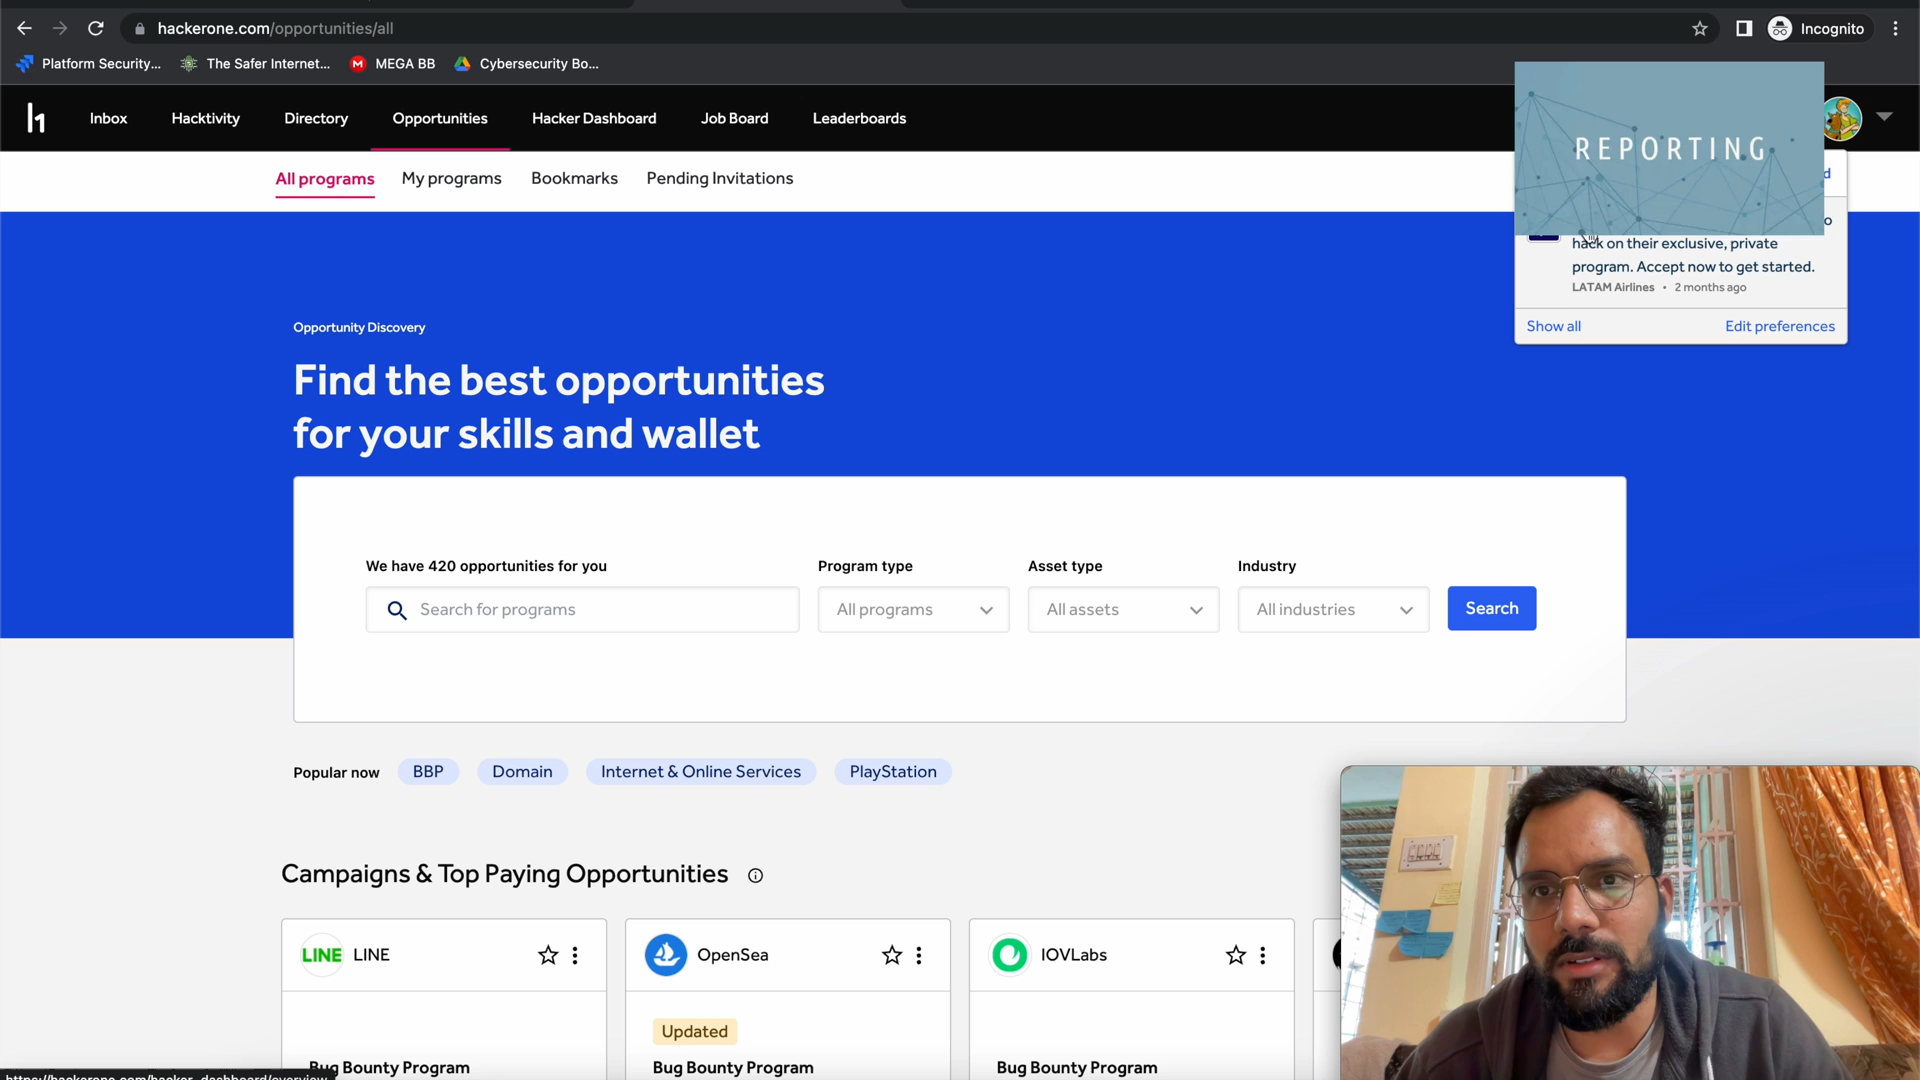 hackerone.com/opportunities/all
Incognito
Platform Security...
The Safer Internet...
MEGA BB
Cybersecurity Bo...
Inbox
Hacktivity
Directory
Opportunities
Hacker Dashboard
Job Board
Leaderboards
REPORTING
All programs
My programs
Bookmarks
Pending Invitations
hack on their exclusive, private
program. Accept now to get started.
LATAM Airlines • 2 months ago
Show all
Edit preferences
Opportunity Discovery
Find the best opportunities
for your skills and wallet
We have 420 opportunities for you
Program type
Asset type
Industry
Search for programs
All programs
All assets
All industries
Search
Popular now
BBP
Domain
Internet & Online Services
PlayStation
Campaigns & Top Paying Opportunities
LINE LINE
OpenSea
IOVLabs
Updated
Bug Bounty Program
Bug Bounty Program
Bug Bounty Program